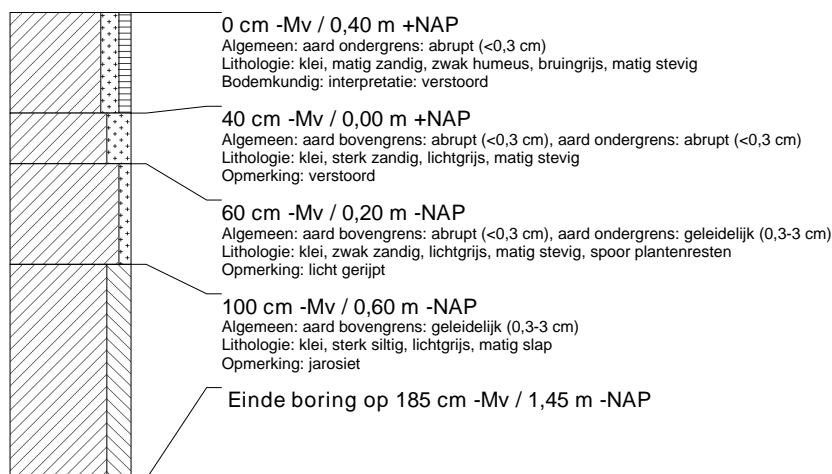 0 cm -Mv / 0,40 m +NAP
Algemeen: aard ondergrens: abrupt (<0,3 cm)
Lithologie: klei, matig zandig, zwak humeus, bruingrijs, matig stevig
Bodemkundig: interpretatie: verstoord
40 cm -Mv / 0,00 m +NAP
Algemeen: aard bovengrens: abrupt (<0,3 cm), aard ondergrens: abrupt (<0,3 cm)
Lithologie: klei, sterk zandig, lichtgrijs, matig stevig
Opmerking: verstoord
60 cm -Mv / 0,20 m -NAP
Algemeen: aard bovengrens: abrupt (<0,3 cm), aard ondergrens: geleidelijk (0,3-3 cm)
Lithologie: klei, zwak zandig, lichtgrijs, matig stevig, spoor plantenresten
Opmerking: licht gerijpt
100 cm -Mv / 0,60 m -NAP
Algemeen: aard bovengrens: geleidelijk (0,3-3 cm)
Lithologie: klei, sterk siltig, lichtgrijs, matig slap
Opmerking: jarosiet
Einde boring op 185 cm -Mv / 1,45 m -NAP